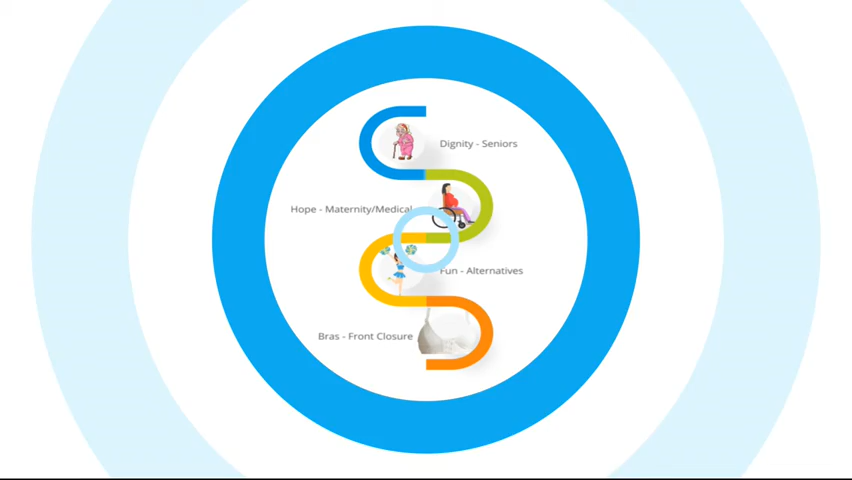 Dignity - Seniors
Hope - Maternity/Medical
Fun - Alternatives
Bras - Front Closure